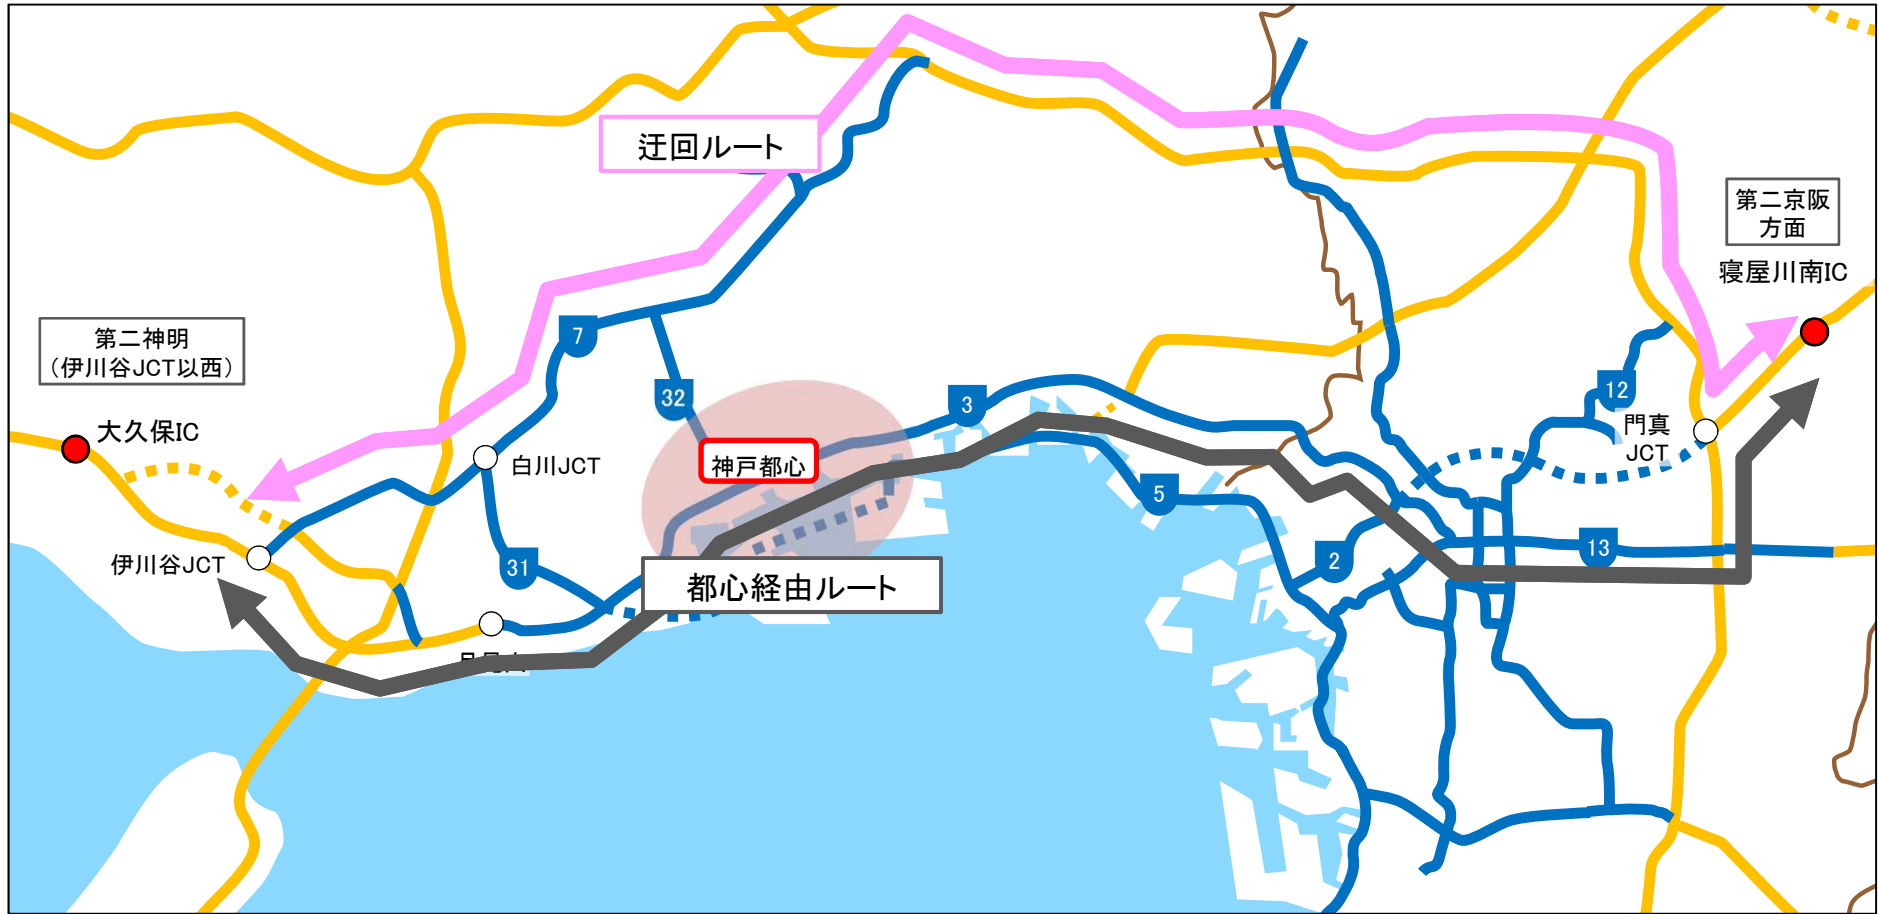 迂回ルート
第二京阪
方面
寝屋川南IC
第二神明
（伊川谷JCT以西）
7
32
3
12
大久保IC
門真
JCT
神戸都心
白川JCT
5
伊川谷JCT
31
2
13
都心経由ルート